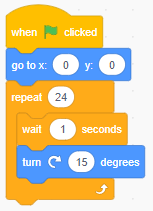 when clicked
go to x: 0 y: 0
repeat 24
wait 1 seconds
turn 15 degrees